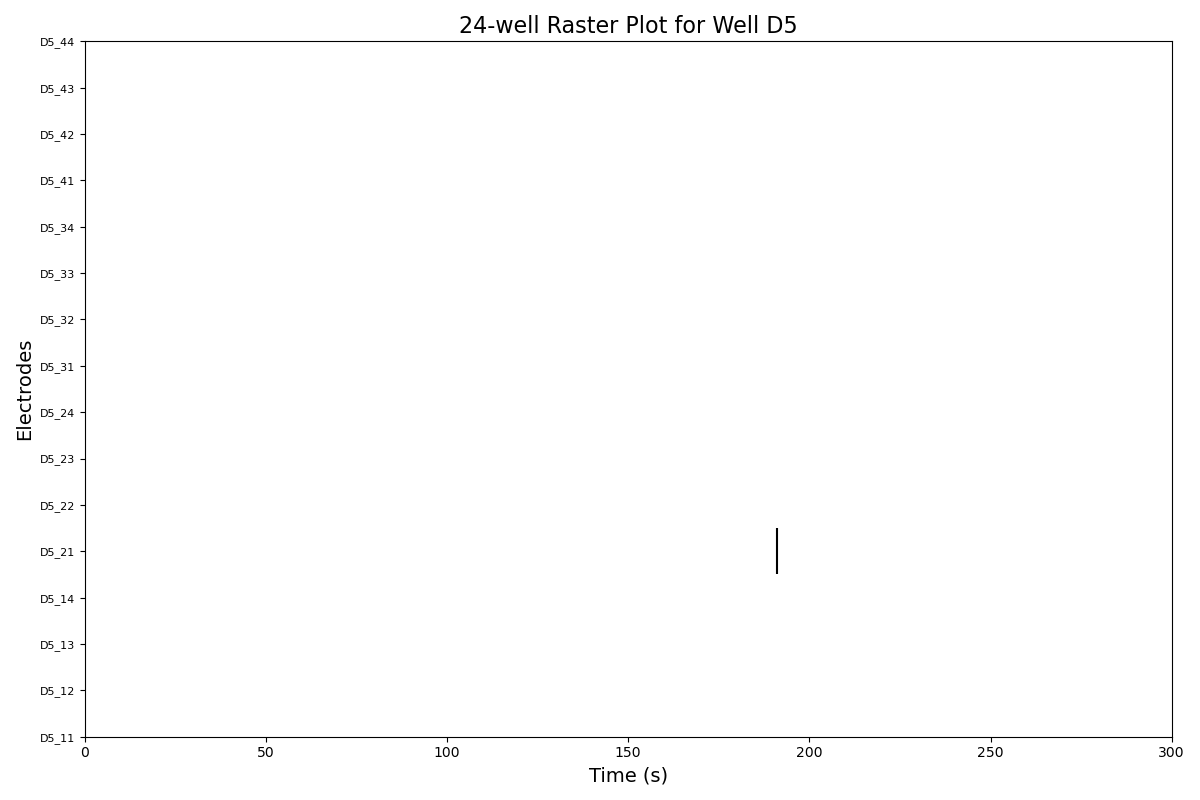 24-well Raster Plot for Well D5
D5_44
D5_43
D5_42
D5_41
D5_34
D5_33
D5_32
D5_31
D5_24
D5_23
D5_22
D5_21
D5_14
D5_13
D5_12
D5_11
Electrodes
0 50 100 150 200 250 300
Time (s)